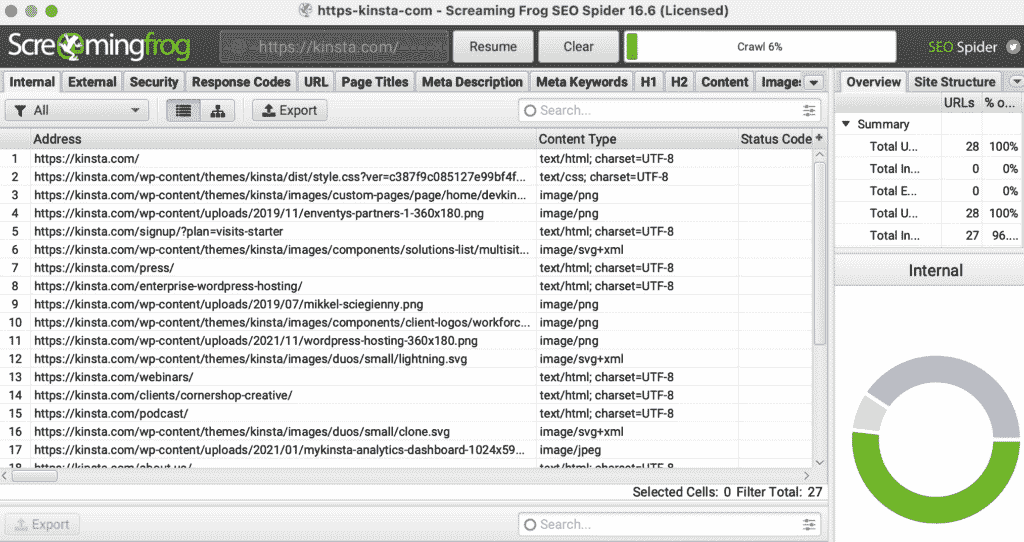 https-kinsta-com - Screaming Frog SEO Spider 16.6 (Licensed)
Screamingfrog https://kinsta.com/ Resume Clear Crawl 6% SEO Spider
Internal External Security Response Codes URL Page Titles Meta Description Meta Keywords H1 H2 Content Images Overview Site Structure
All Export Search...
URLs % o...
Summary
Total U... 28 100%
Total In... 0 0%
Total E... 0 0%
Total U... 28 100%
Total In... 27 96....
Internal
Address Content Type Status Code
1 https://kinsta.com/ text/html; charset=UTF-8
2 https://kinsta.com/wp-content/themes/kinsta/dist/style.css?ver=c387f9c085127e99bf4f... text/css; charset=UTF-8
3 https://kinsta.com/wp-content/themes/kinsta/images/custom-pages/page/home/devkin... image/png
4 https://kinsta.com/wp-content/uploads/2019/11/enventys-partners-1-360x180.png image/png
5 https://kinsta.com/signup/?plan=visits-starter text/html; charset=UTF-8
6 https://kinsta.com/wp-content/themes/kinsta/images/components/solutions-list/multisit... image/svg+xml
7 https://kinsta.com/press/ text/html; charset=UTF-8
8 https://kinsta.com/enterprise-wordpress-hosting/ text/html; charset=UTF-8
9 https://kinsta.com/wp-content/uploads/2019/07/mikkel-sciegienny.png image/png
10 https://kinsta.com/wp-content/themes/kinsta/images/components/client-logos/workforc... image/png
11 https://kinsta.com/wp-content/uploads/2021/11/wordpress-hosting-360x180.png image/png
12 https://kinsta.com/wp-content/themes/kinsta/images/duos/small/lightning.svg image/svg+xml
13 https://kinsta.com/webinars/ text/html; charset=UTF-8
14 https://kinsta.com/clients/cornershop-creative/ text/html; charset=UTF-8
15 https://kinsta.com/podcast/ text/html; charset=UTF-8
16 https://kinsta.com/wp-content/themes/kinsta/images/duos/small/clone.svg image/svg+xml
17 https://kinsta.com/wp-content/uploads/2021/01/mykinsta-analytics-dashboard-1024x59... image/jpeg
18 https://kinsta.com/about-us/ text/html; charset=UTF-8
Selected Cells: 0 Filter Total: 27
Export Search...